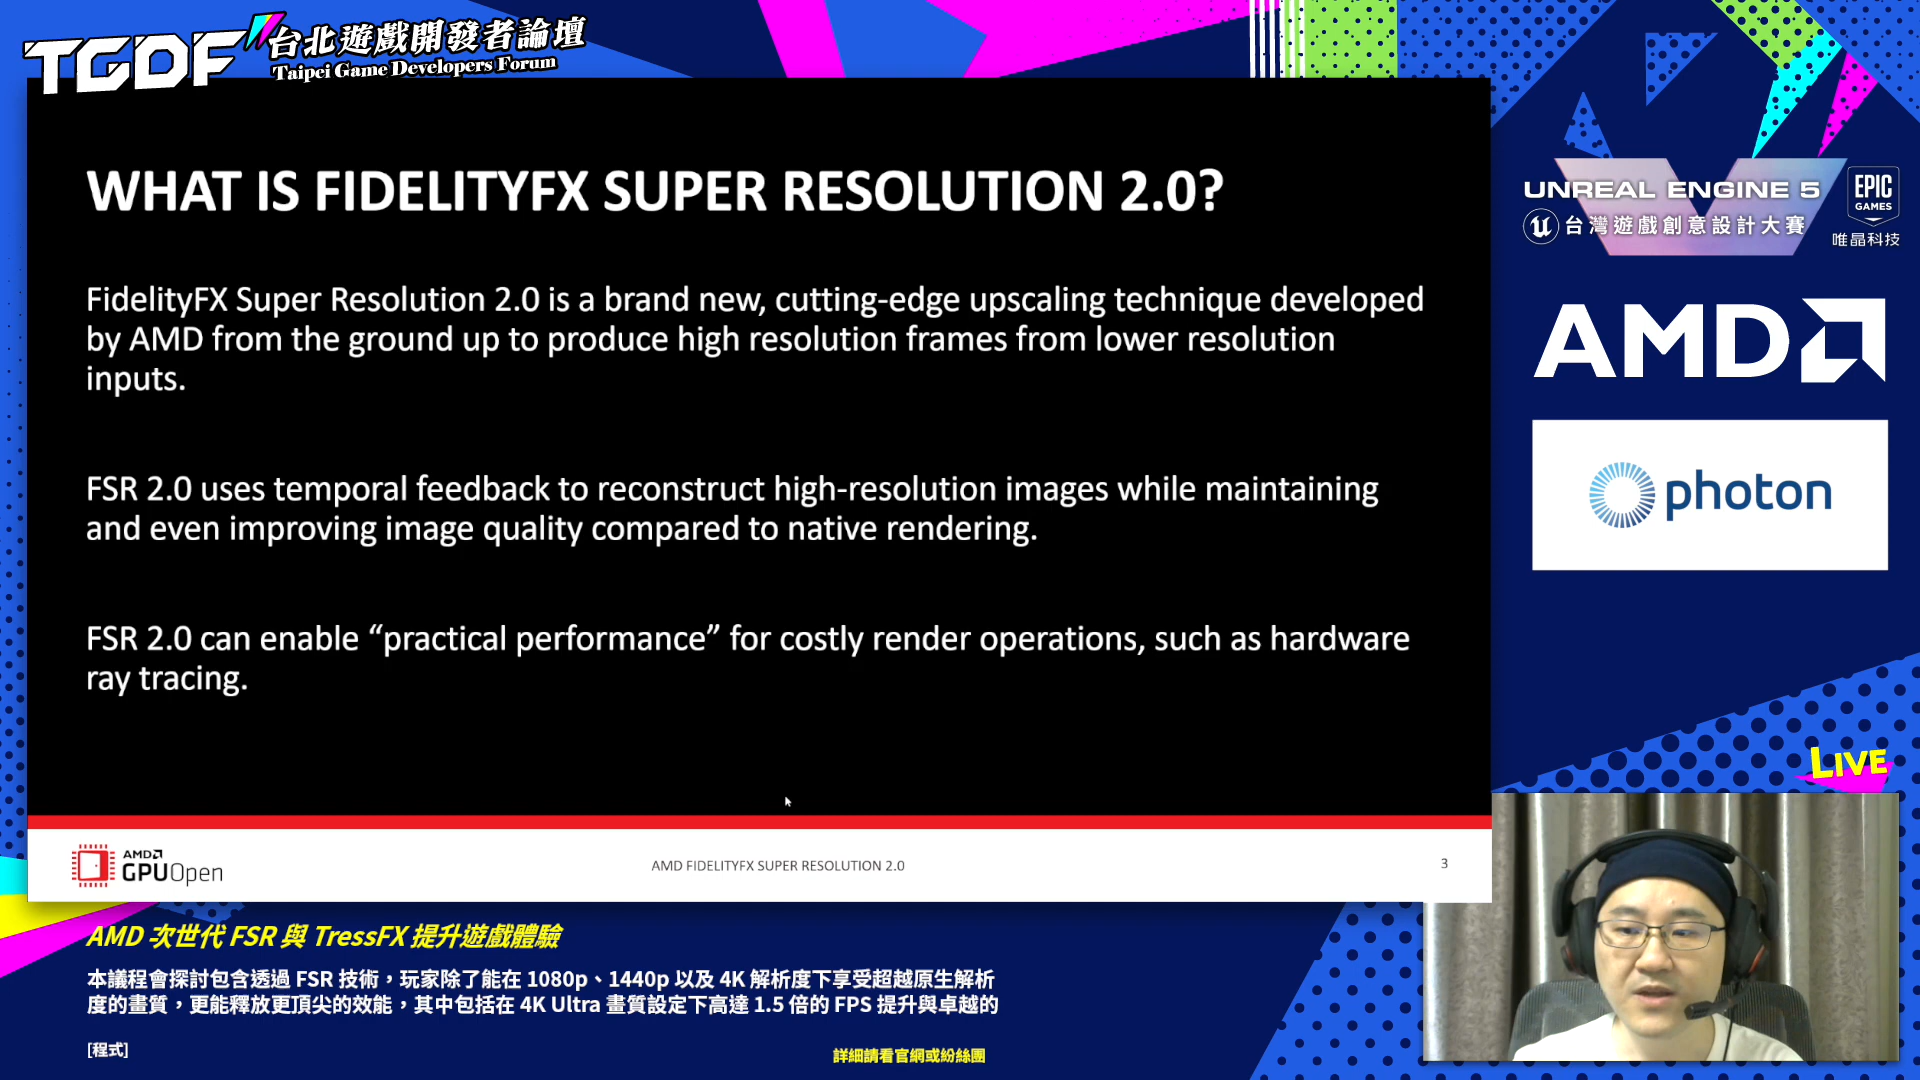 TGDF 台北遊戲開發者論壇
Taipei Game Developers Forum
WHAT IS FIDELITYFX SUPER RESOLUTION 2.0?
FidelityFX Super Resolution 2.0 is a brand new, cutting-edge upscaling technique developed
by AMD from the ground up to produce high resolution frames from lower resolution
inputs.
FSR 2.0 uses temporal feedback to reconstruct high-resolution images while maintaining
and even improving image quality compared to native rendering.
FSR 2.0 can enable “practical performance” for costly render operations, such as hardware
ray tracing.
AMD
GPUOpen
AMD FIDELITYFX SUPER RESOLUTION 2.0
3
UNREAL ENGINE 5
台灣遊戲創意設計大賽
EPIC
GAMES
唯晶科技
AMD
photon
LIVE
AMD 次世代 FSR 與 TressFX 提升遊戲體驗
本議程會探討包含透過 FSR 技術，玩家除了能在 1080p、1440p 以及 4K 解析度下享受超越原生解析
度的畫質，更能釋放更頂尖的效能，其中包括在 4K Ultra 畫質設定下高達 1.5 倍的 FPS 提升與卓越的
[程式]
詳細請看官網或紛絲團